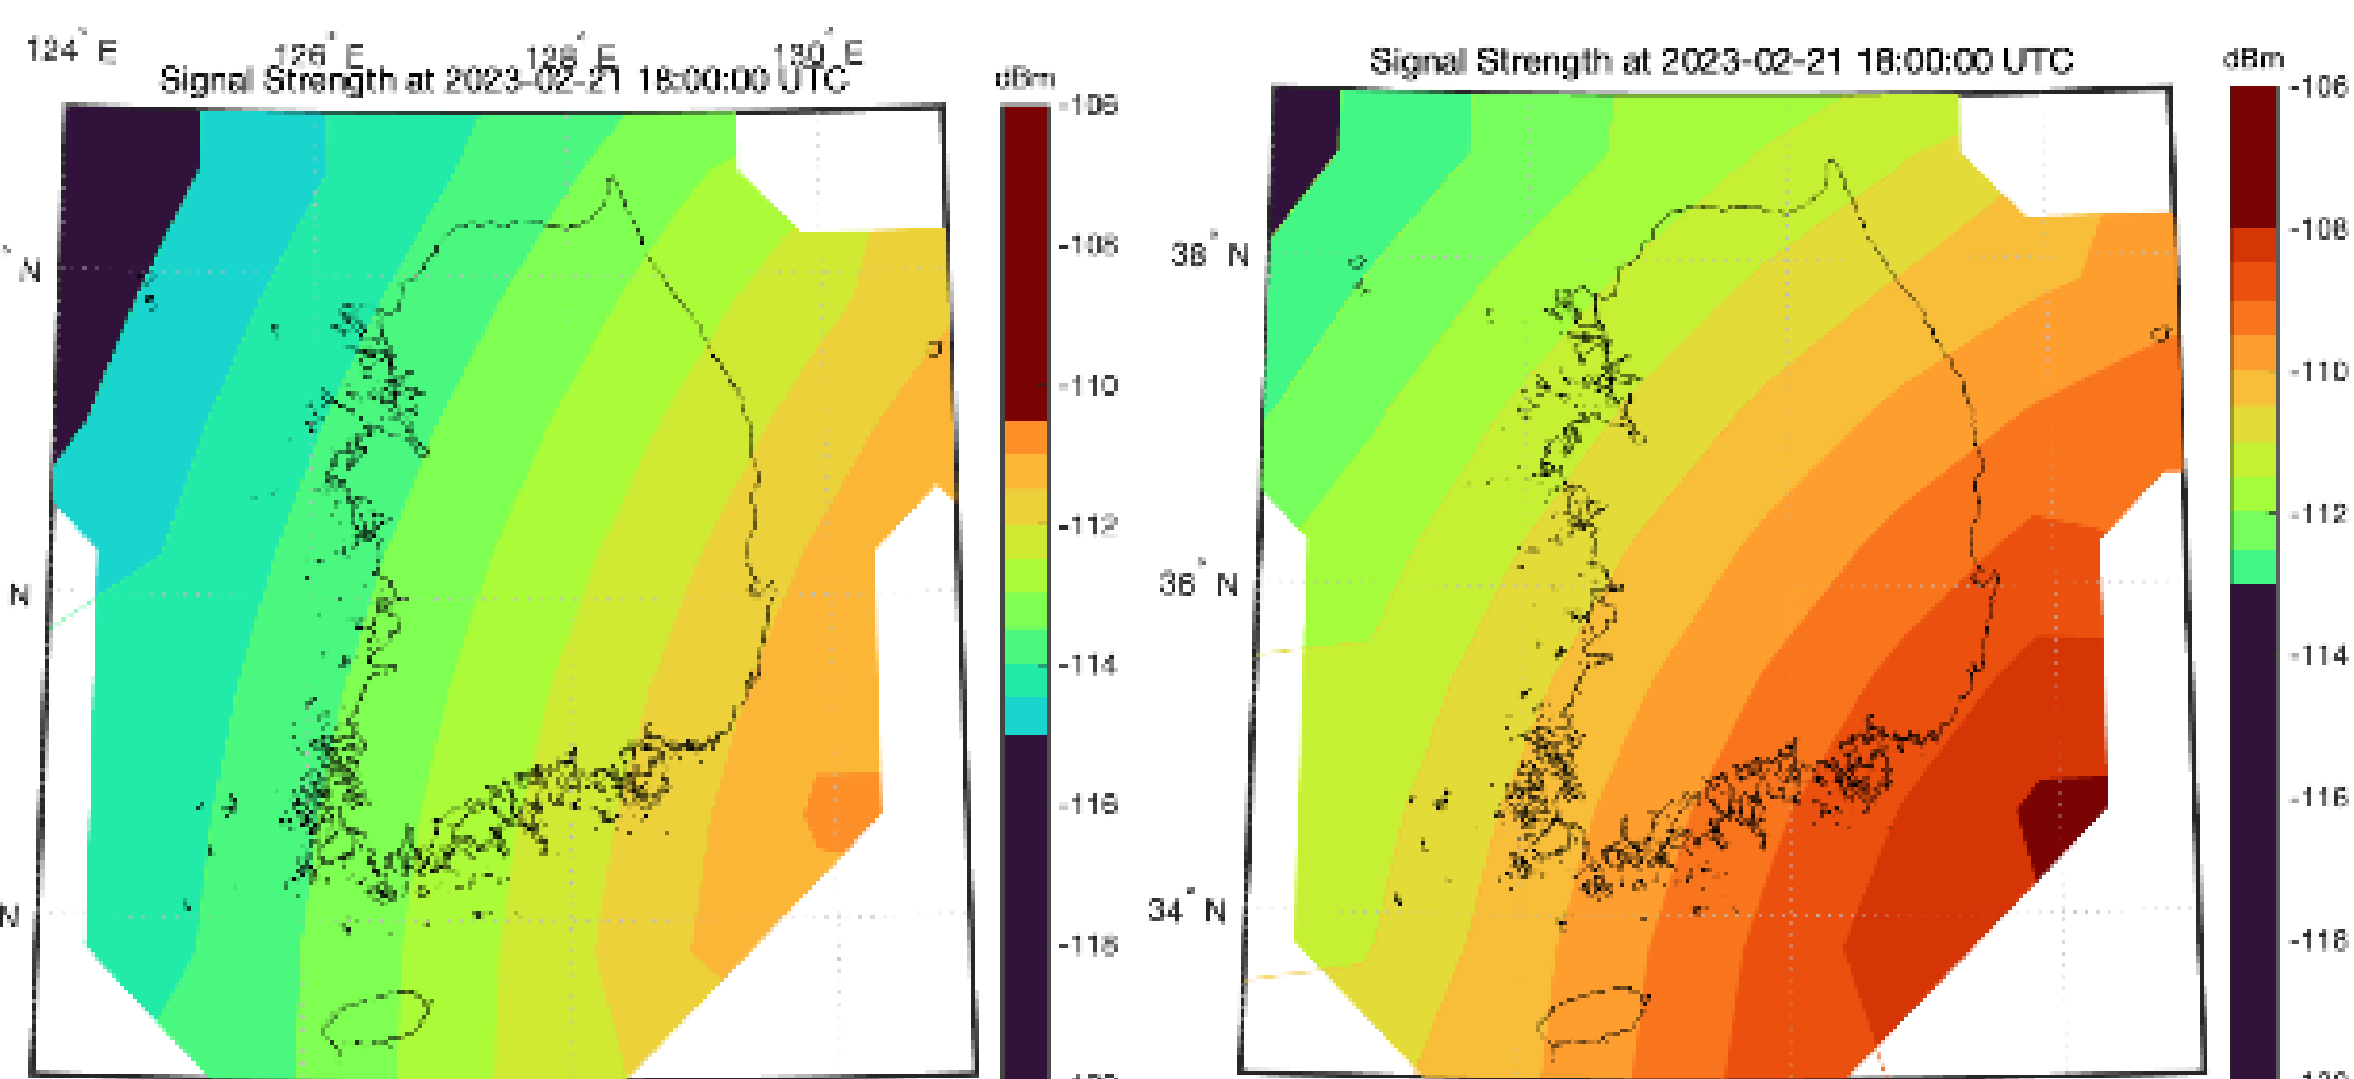 124° E 126° E 128° E 130° E
Signal Strength at 2023-02-21 18:00:00 UTC
dBm
-106
-108
-110
-112
-114
-116
-118
° N
N
N
Signal Strength at 2023-02-21 18:00:00 UTC
dBm
-106
-108
-110
-112
-114
-116
-118
38° N
36° N
34° N